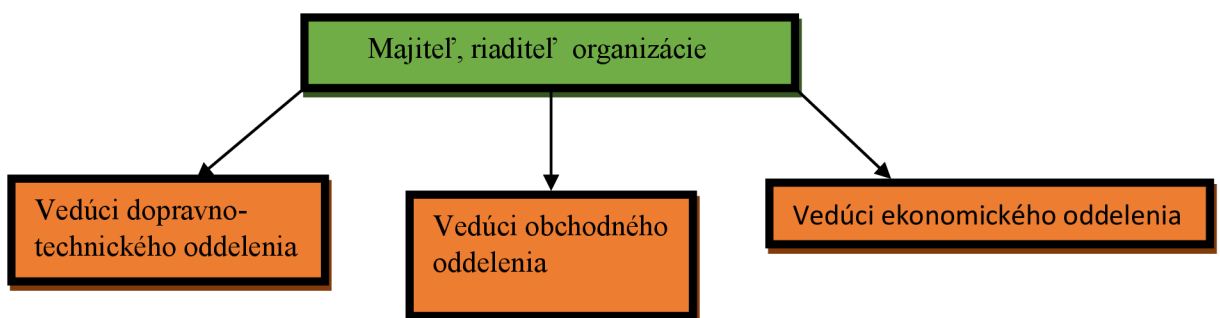 Majiteľ, riaditeľ organizácie
Vedúci dopravno-
technického oddelenia
Vedúci obchodného
oddelenia
Vedúci ekonomického oddelenia